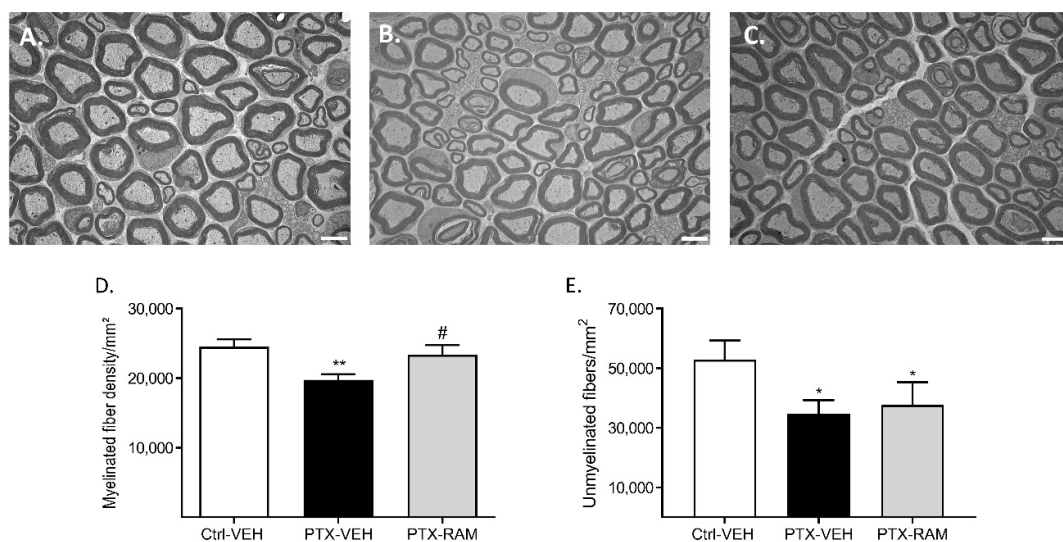 A.
B.
C.
D.
E.
Myelinated fiber density/mm²
30,000
20,000
10,000
**
#
Ctrl-VEH
PTX-VEH
PTX-RAM
Unmyelinated fibers/mm²
70,000
50,000
30,000
10,000
*
*
Ctrl-VEH
PTX-VEH
PTX-RAM